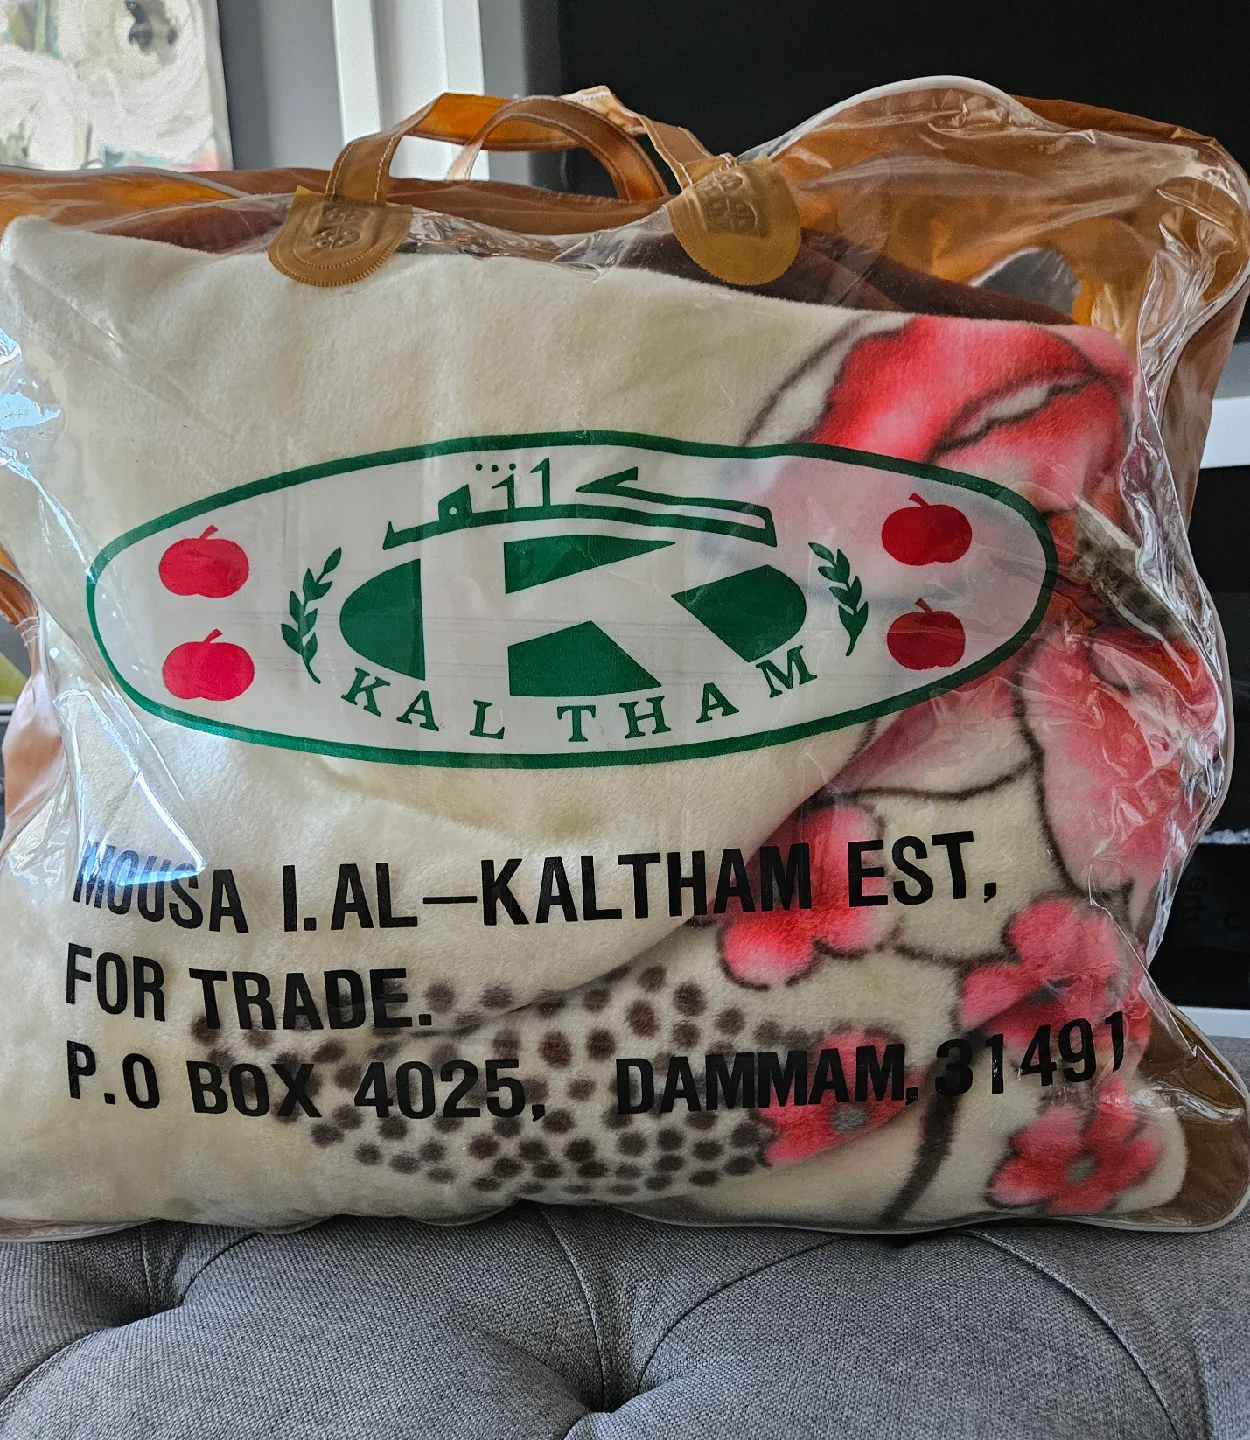 كلثم
KALTHAM
MOUSA I. AL-KALTHAM EST,
FOR TRADE.
P.O BOX 4025, DAMMAM, 31491